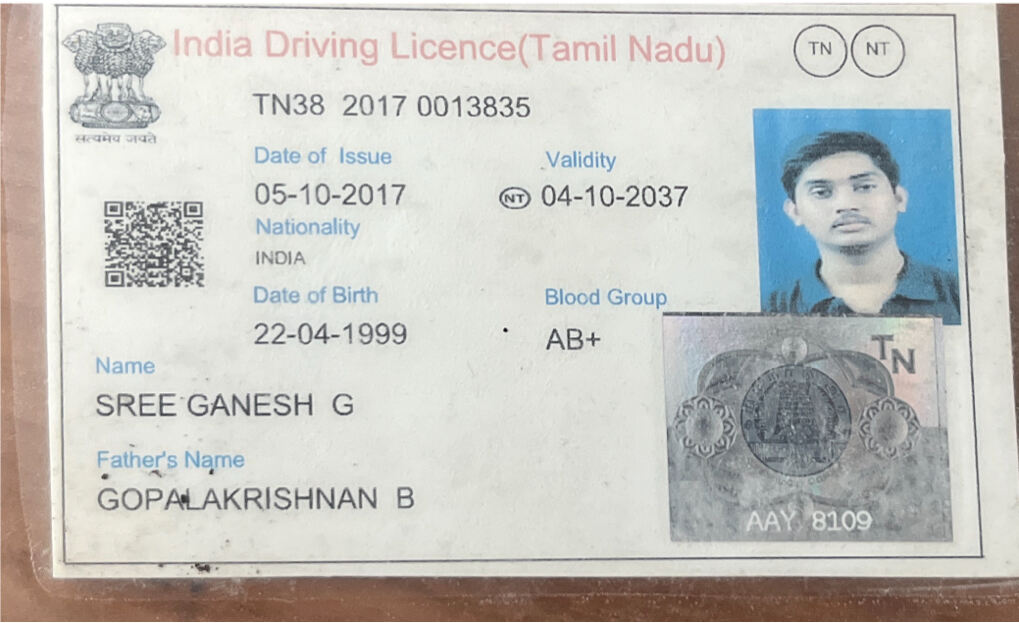 India Driving Licence(Tamil Nadu)
TN NT
सत्यमेव जयते
TN38 2017 0013835
Date of Issue Validity
05-10-2017 NT 04-10-2037
Nationality
INDIA
Date of Birth Blood Group
22-04-1999 AB+
Name
SREE GANESH G
Father's Name
GOPALAKRISHNAN B
TN
AAY 8109